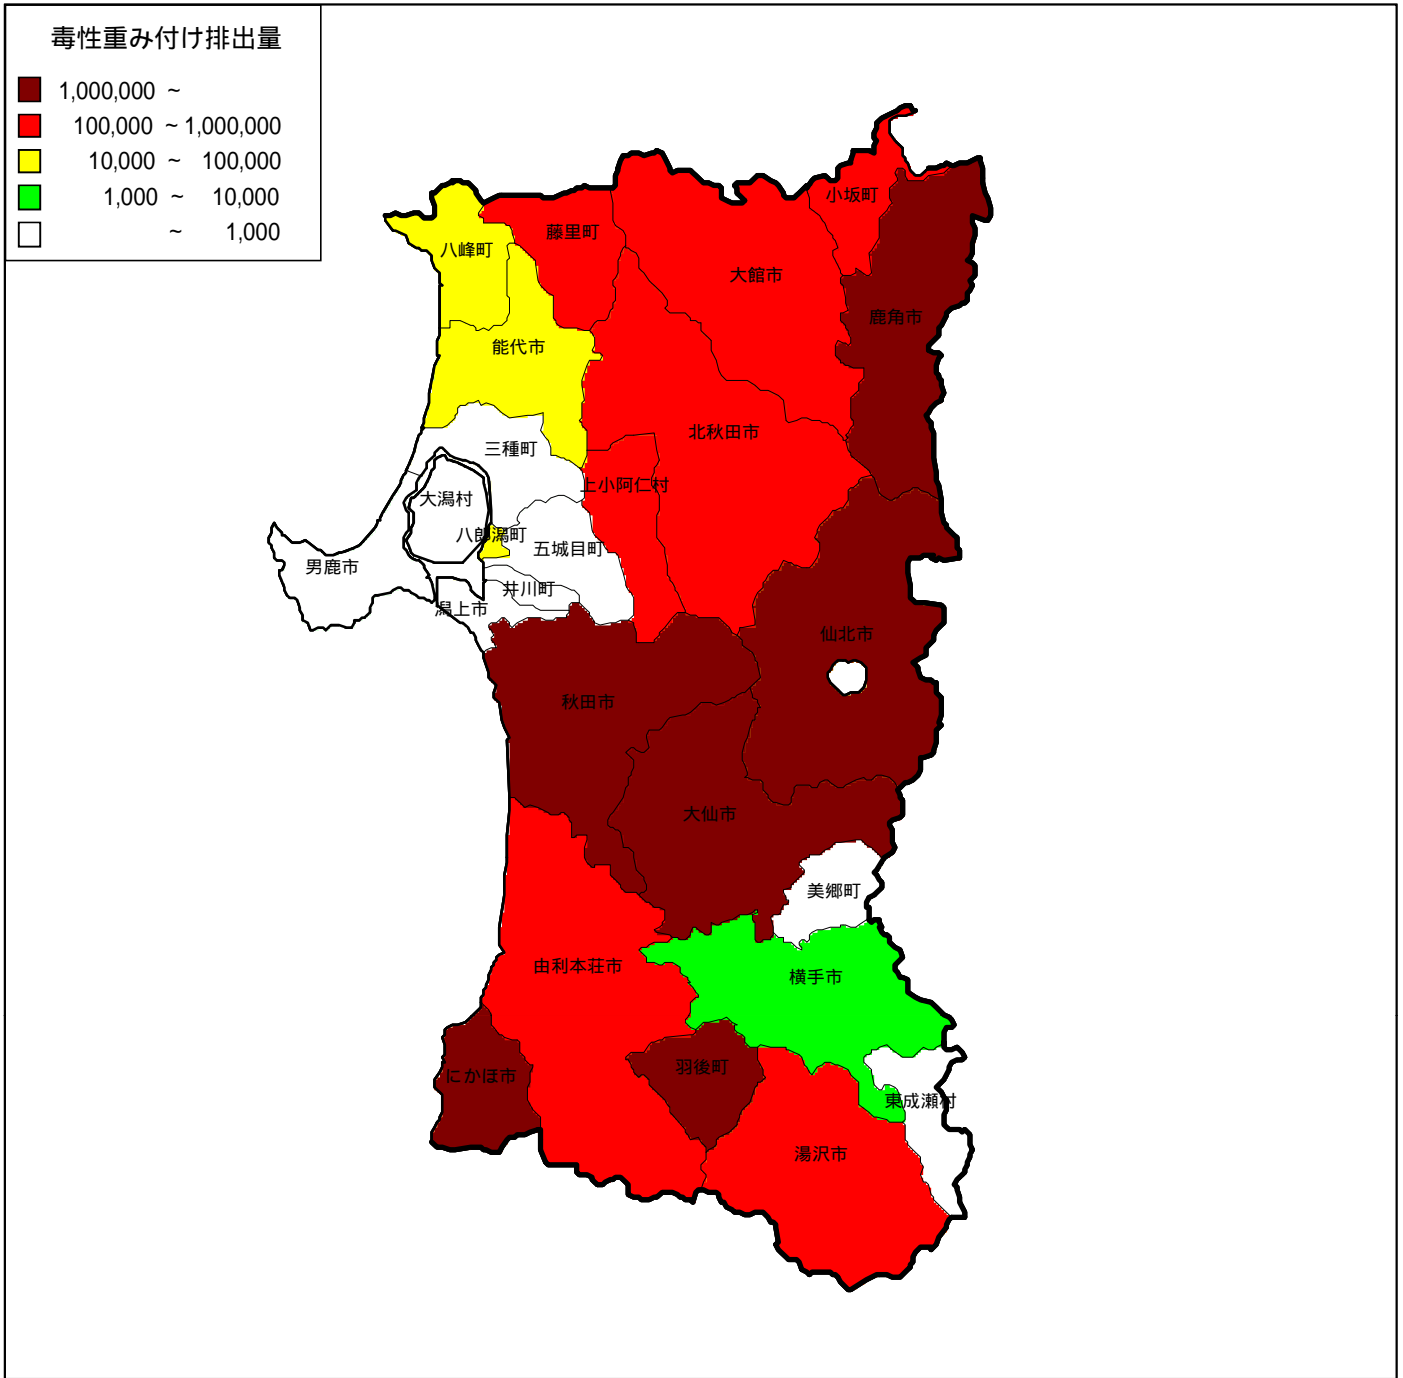 毒性重み付け排出量
1,000,000 ~
100,000 ~ 1,000,000
10,000 ~ 100,000
1,000 ~ 10,000
~ 1,000
小坂町
藤里町
八峰町
大館市
鹿角市
能代市
北秋田市
三種町
上小阿仁村
大潟村
八郎潟町
五城目町
男鹿市
井川町
潟上市
仙北市
秋田市
大仙市
美郷町
由利本荘市
横手市
羽後町
にかほ市
東成瀬村
湯沢市